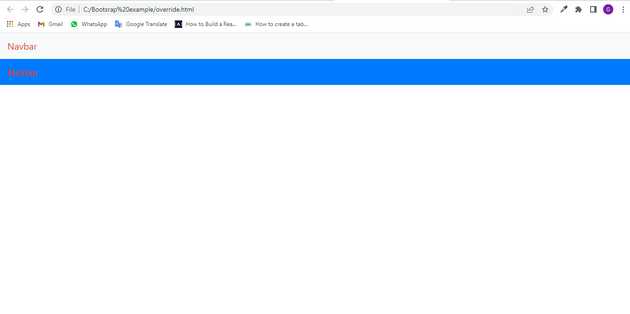 File C:/Bootsrap%20example/override.html
Apps Gmail WhatsApp Google Translate How to Build a Rea... How to create a tao...
Navbar
Navbar